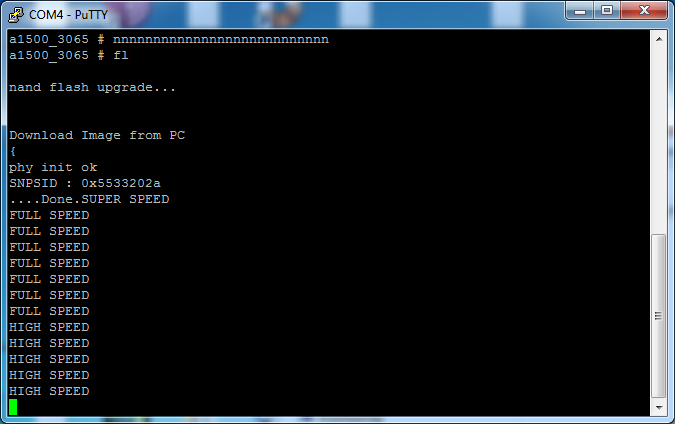 COM4 - PuTTY
a1500_3065 # nnnnnnnnnnnnnnnnnnnnnnnnnnn
a1500_3065 # fl
nand flash upgrade...
Download Image from PC
{
phy init ok
SNPSID : 0x5533202a
....Done.SUPER SPEED
FULL SPEED
FULL SPEED
FULL SPEED
FULL SPEED
FULL SPEED
FULL SPEED
FULL SPEED
HIGH SPEED
HIGH SPEED
HIGH SPEED
HIGH SPEED
HIGH SPEED